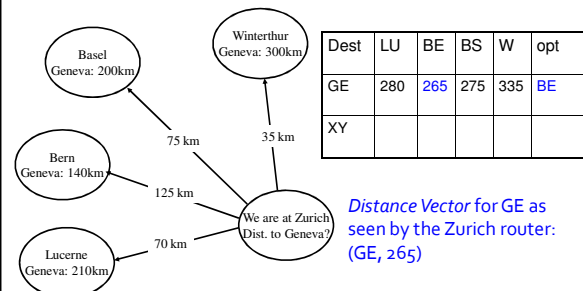 Winterthur
Geneva: 300km
Basel
Geneva: 200km
Dest LU BE BS W opt
GE 280 265 275 335 BE
XY
35 km
75 km
Bern
Geneva: 140km
125 km
We are at Zurich
Dist. to Geneva?
70 km
Lucerne
Geneva: 210km
Distance Vector for GE as
seen by the Zurich router:
(GE, 265)